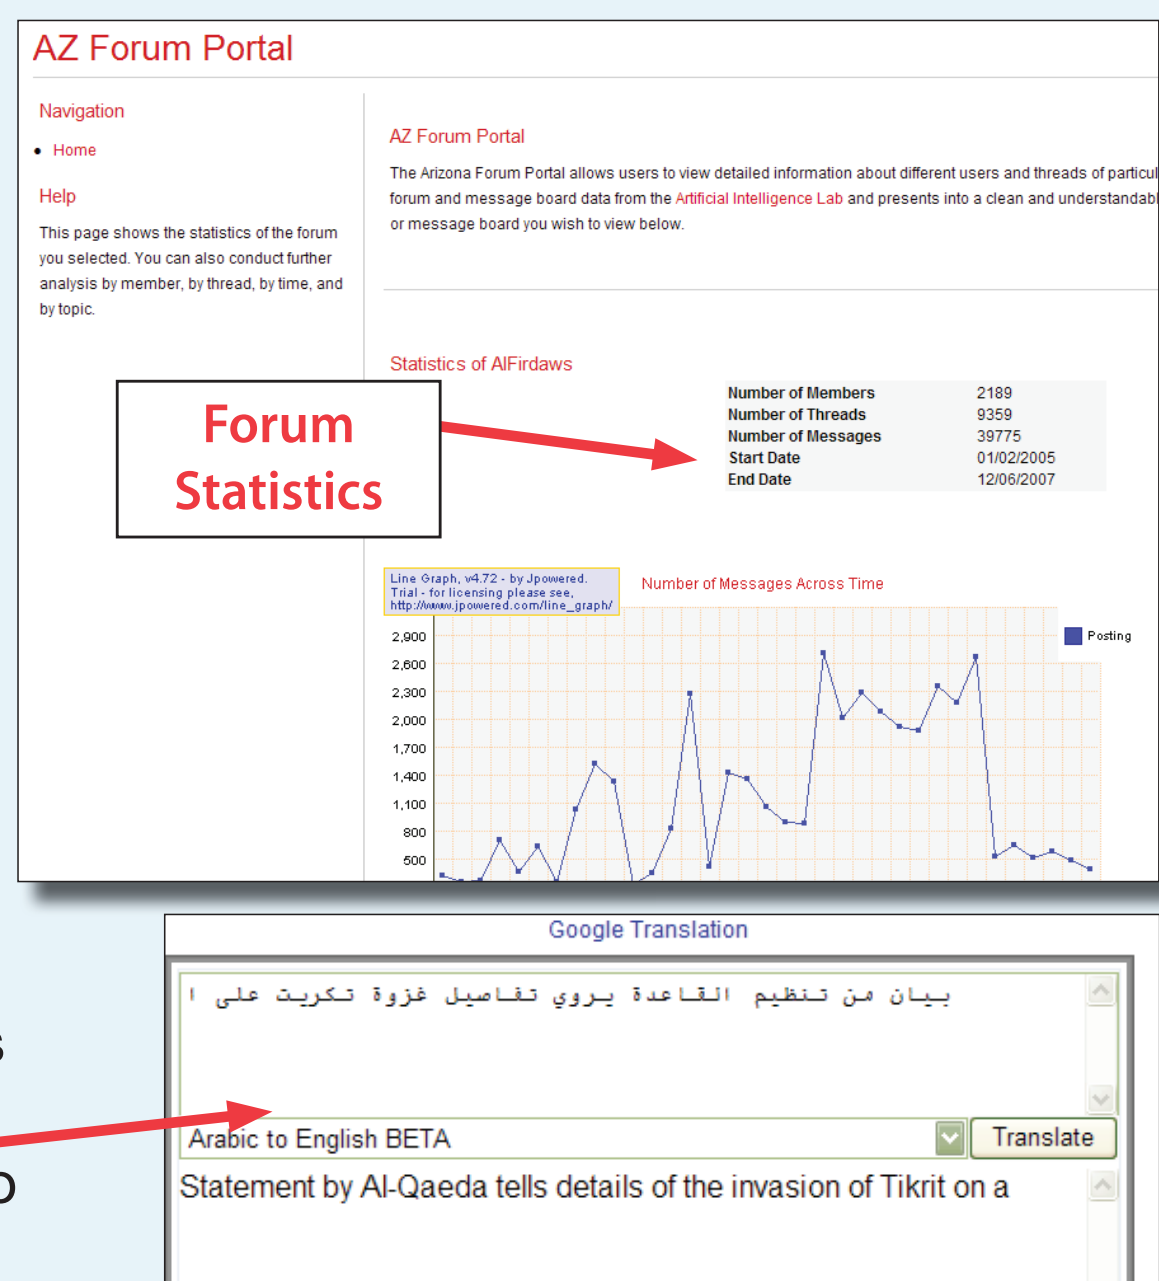 AZ Forum Portal
Navigation
Home
Help
This page shows the statistics of the forum
you selected. You can also conduct further
analysis by member, by thread, by time, and
by topic.
AZ Forum Portal
The Arizona Forum Portal allows users to view detailed information about different users and threads of particul
forum and message board data from the Artificial Intelligence Lab and presents into a clean and understandabl
or message board you wish to view below.
Statistics of AlFirdaws
Forum
Statistics
Number of Members 2189
Number of Threads 9359
Number of Messages 39775
Start Date 01/02/2005
End Date 12/06/2007
Line Graph, v4.72 - by Jpowered.
Trial - for licensing please see,
http://www.jpowered.com/line_graph/
Number of Messages Across Time
Posting
2,900
2,600
2,300
2,000
1,700
1,400
1,100
800
500
Google Translation
بيان من تنظيم القاعدة يروي تفاصيل غزوة تكريت على ا
s
Arabic to English BETA
Translate
Statement by Al-Qaeda tells details of the invasion of Tikrit on a